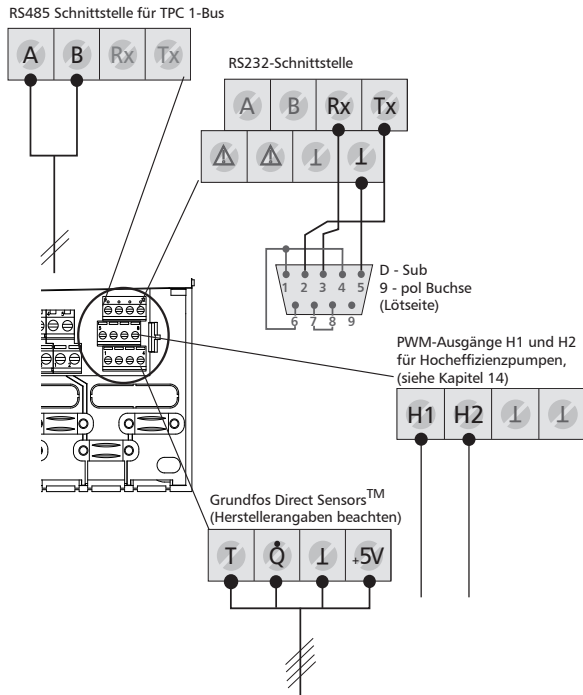 RS485 Schnittstelle für TPC 1-Bus
A B Rx Tx
RS232-Schnittstelle
A B Rx Tx
⚠ ⚠ ⊥ ⊥
1 2 3 4 5
6 7 8 9
D - Sub
9 - pol Buchse
(Lötseite)
PWM-Ausgänge H1 und H2
für Hocheffizienzpumpen,
(siehe Kapitel 14)
H1 H2 ⊥ ⊥
Grundfos Direct Sensors™
(Herstellerangaben beachten)
T Q̇ ⊥ +5V